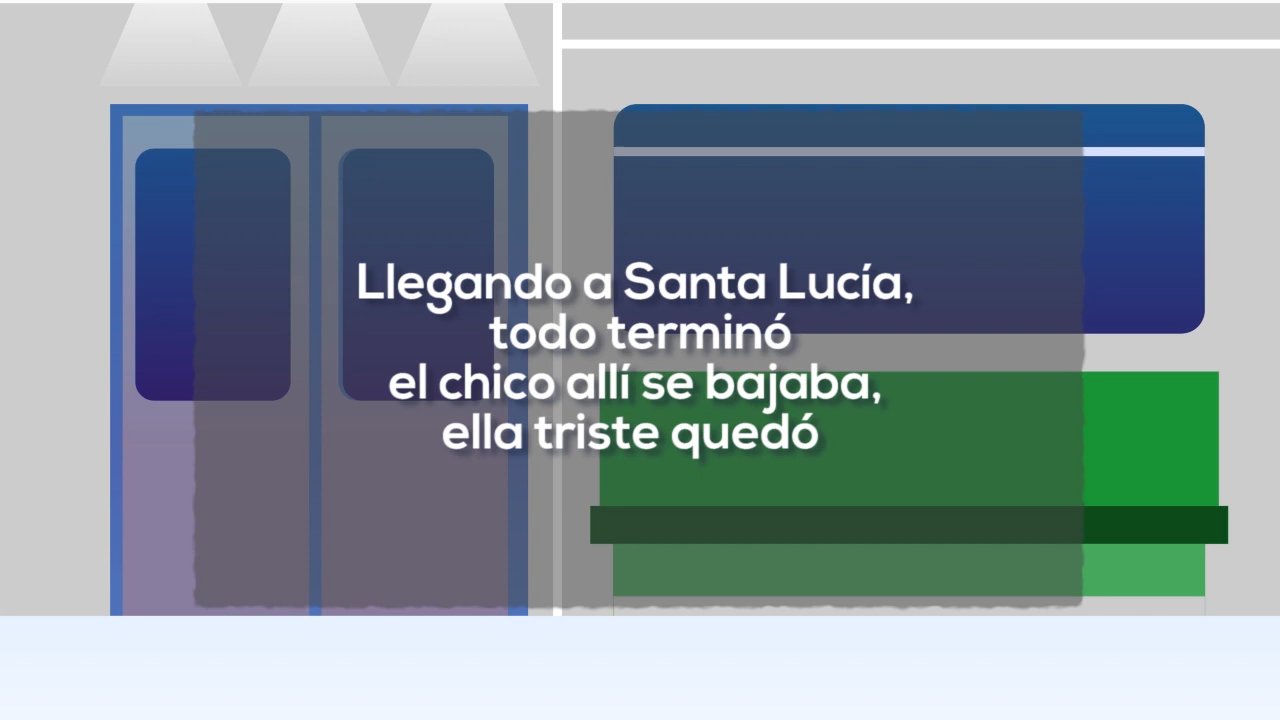 Llegando a Santa Lucía,
todo terminó
el chico allí se bajaba,
ella triste quedó